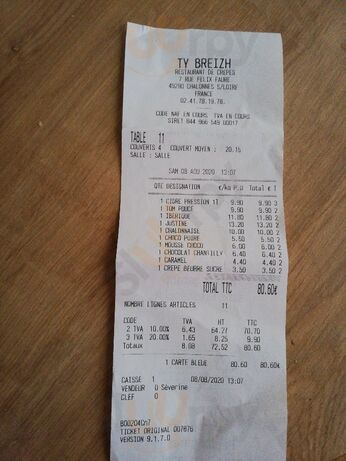 TY BREIZH
RESTAURANT DE CREPES
7 RUE FELIX FAURE
49290 CHALONNES S/LOIRE
FRANCE
02.41.78.19.78.
CODE NAF EN COURS TVA EN COURS
SIRET 844 966 549 00017
TABLE 11
COUVERTS 4 COUVERT MOYEN : 20.15
SALLE : SALLE
SAM 08 AOU 2020 13:07
QTE DESIGNATION €/kg P.U Total € T
1 CIDRE PRESSION 1l 9.90 9.90 3
1 TOM POUCE 9.90 9.90 2
1 IBERIQUE 11.80 11.80 2
1 JUSTINE 13.20 13.20 2
1 CHALONNAISE 10.00 10.00 2
1 CHOCO POIRE 5.50 5.50 2
1 MOUSSE CHOCO 6.00 6.00 2
1 CHOCOLAT CHANTILLY 6.40 6.40 2
1 CARAMEL 4.40 4.40 2
1 CREPE BEURRE SUCRE 3.50 3.50 2
TOTAL TTC 80.60€
NOMBRE LIGNES ARTICLES 11
CODE TVA HT TTC
2 TVA 10.00% 6.43 64.27 70.70
3 TVA 20.00% 1.65 8.25 9.90
Totaux 8.08 72.52 80.60
1 CARTE BLEUE 80.60 80.60€
CAISSE 1 08/08/2020 13:07
VENDEUR 0 Séverine
CLEF 0
TICKET ORIGINAL 007876
VERSION 9.1.7.0